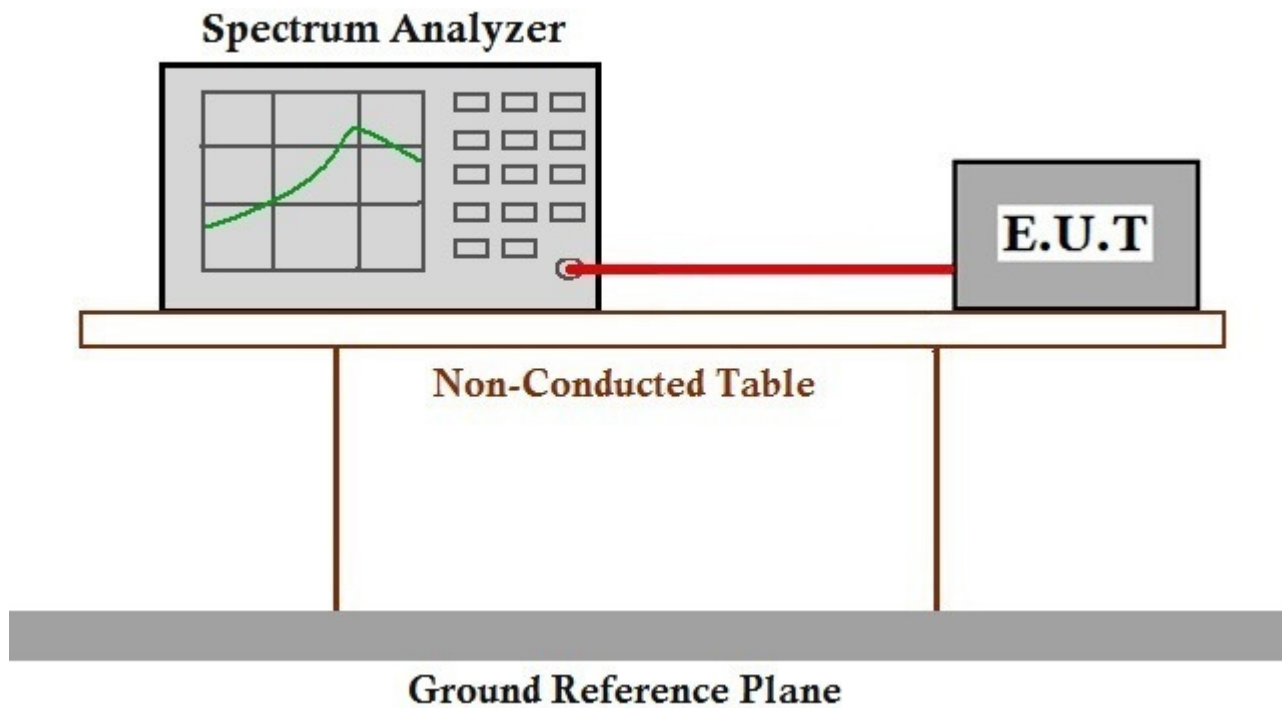 Spectrum Analyzer
E.U.T
Non-Conducted Table
Ground Reference Plane